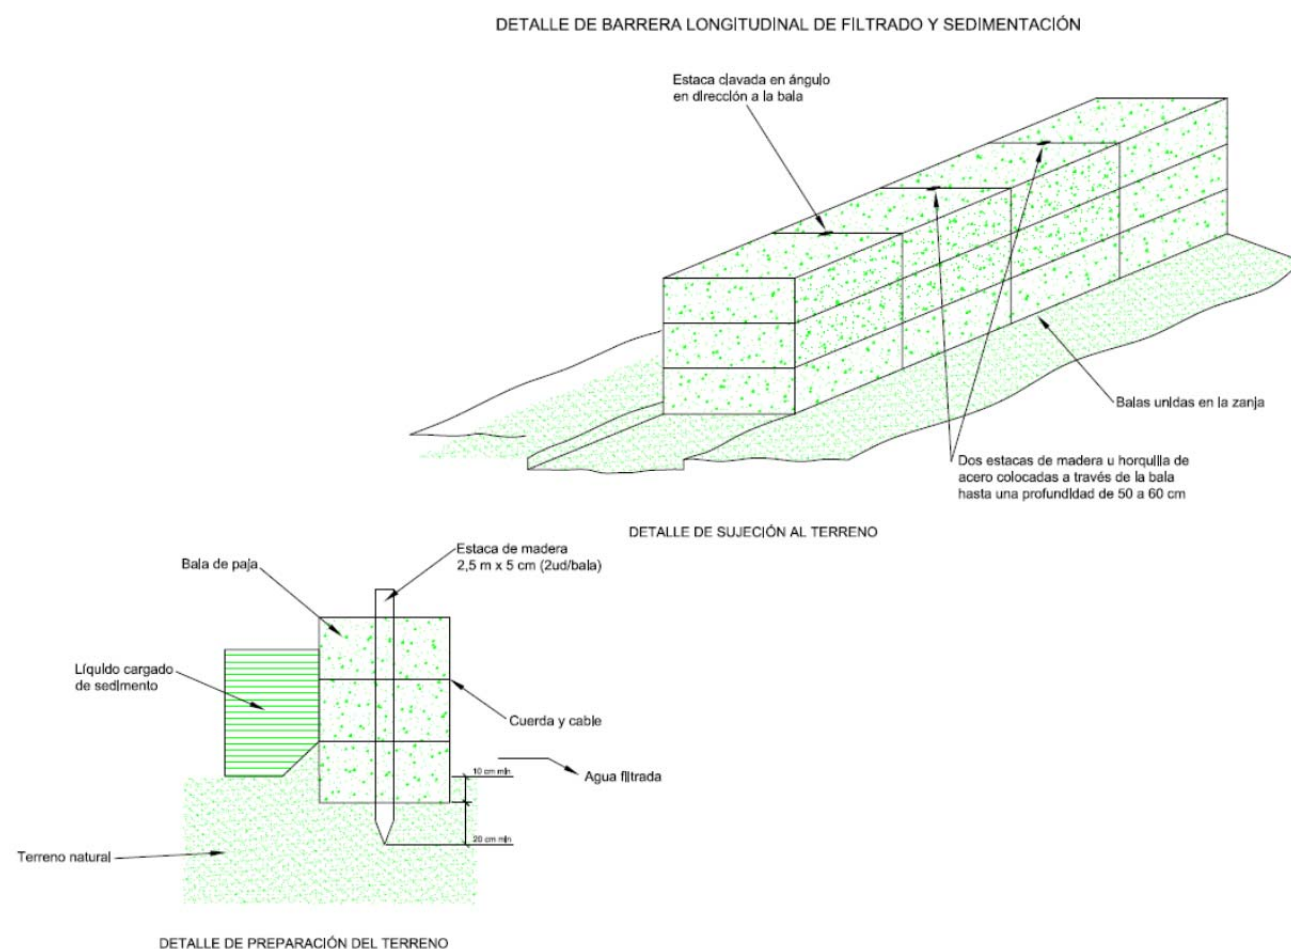 DETALLE DE BARRERA LONGITUDINAL DE FILTRADO Y SEDIMENTACIÓN
Estaca clavada en ángulo
en dirección a la bala
Balas unidas en la zanja
Dos estacas de madera u horquilla de
acero colocadas a través de la bala
hasta una profundidad de 50 a 60 cm
DETALLE DE SUJECIÓN AL TERRENO
Estaca de madera
2,5 m x 5 cm (2ud/bala)
Bala de paja
Líquido cargado
de sedimento
Cuerda y cable
10 cm min
Agua filtrada
20 cm min
Terreno natural
DETALLE DE PREPARACIÓN DEL TERRENO